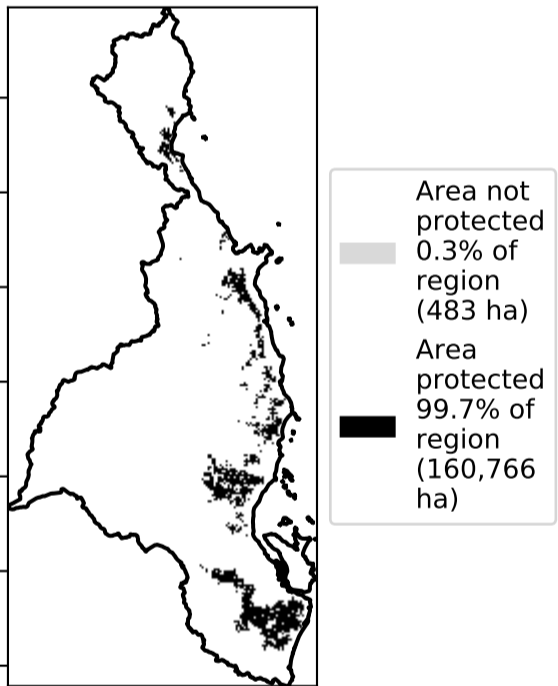 Area not
protected
0.3% of
region
(483 ha)
Area
protected
99.7% of
region
(160,766
ha)